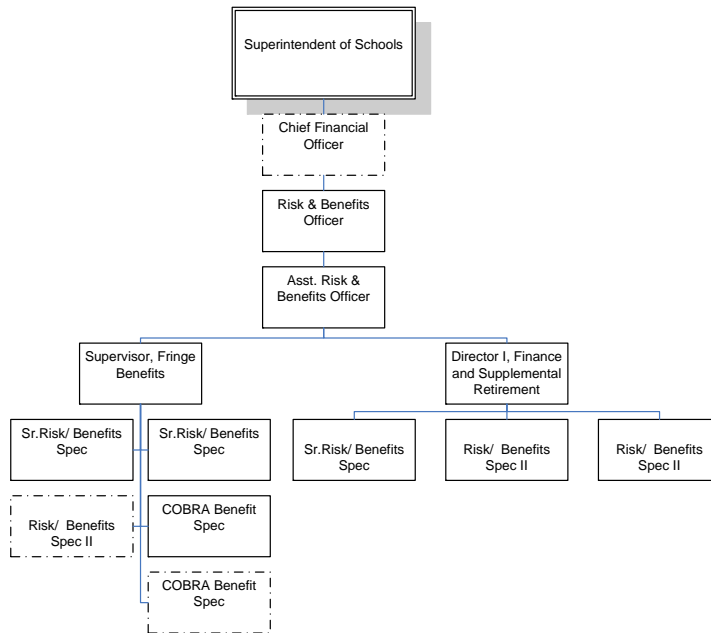 Superintendent of Schools
Chief Financial
Officer
Risk & Benefits
Officer
Asst. Risk &
Benefits Officer
Supervisor, Fringe
Benefits
Director I, Finance
and Supplemental
Retirement
Sr.Risk/ Benefits
Spec
Sr.Risk/ Benefits
Spec
Sr.Risk/ Benefits
Spec
Risk/ Benefits
Spec II
Risk/ Benefits
Spec II
Risk/ Benefits
Spec II
COBRA Benefit
Spec
COBRA Benefit
Spec